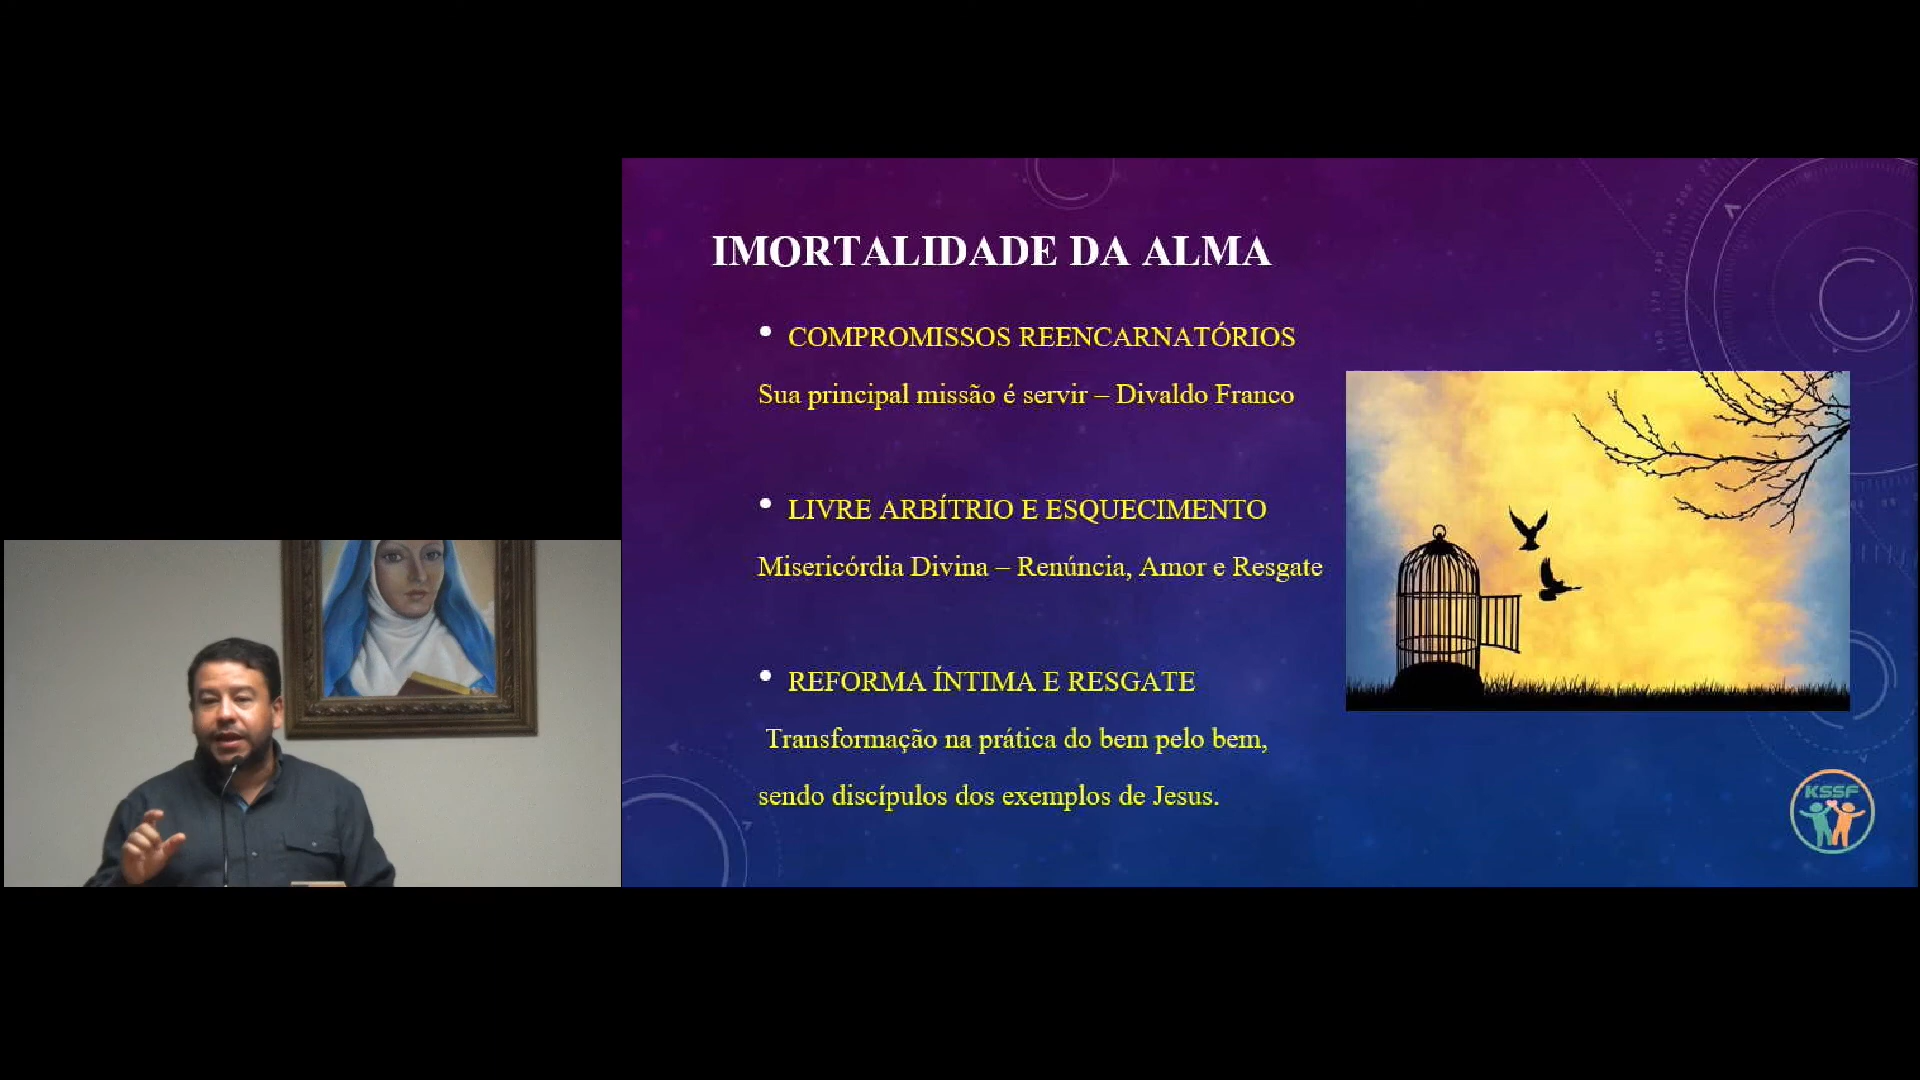 IMORTALIDADE DA ALMA
• COMPROMISSOS REENCARNATÓRIOS
Sua principal missão é servir – Divaldo Franco
• LIVRE ARBÍTRIO E ESQUECIMENTO
Misericórdia Divina – Renúncia, Amor e Resgate
• REFORMA ÍNTIMA E RESGATE
Transformação na prática do bem pelo bem,
sendo discípulos dos exemplos de Jesus.
KSSF